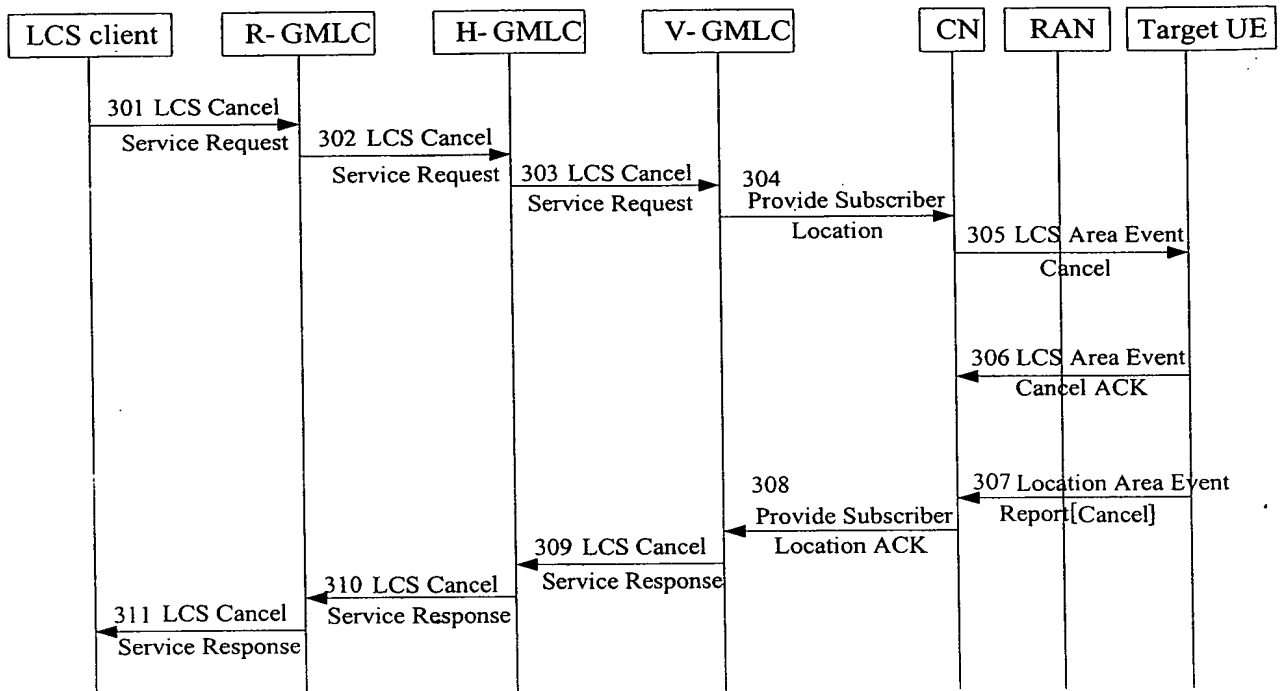 LCS client
R- GMLC
H- GMLC
V- GMLC
CN
RAN
Target UE
301 LCS Cancel
Service Request
302 LCS Cancel
Service Request
303 LCS Cancel
Service Request
304
Provide Subscriber
Location
305 LCS Area Event
Cancel
306 LCS Area Event
Cancel ACK
307 Location Area Event
Report[Cancel]
308
Provide Subscriber
Location ACK
309 LCS Cancel
Service Response
310 LCS Cancel
Service Response
311 LCS Cancel
Service Response